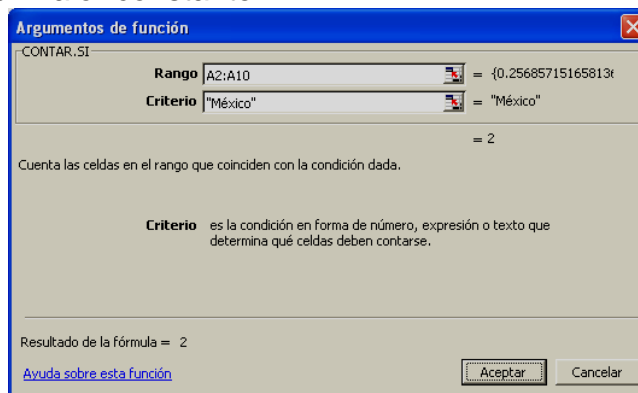 Argumentos de función
CONTAR.SI
Rango A2:A10 = {0.25685715165813
Criterio "México" = "México"
= 2
Cuenta las celdas en el rango que coinciden con la condición dada.
Criterio es la condición en forma de número, expresión o texto que
determina qué celdas deben contarse.
Resultado de la fórmula = 2
Ayuda sobre esta función Aceptar Cancelar